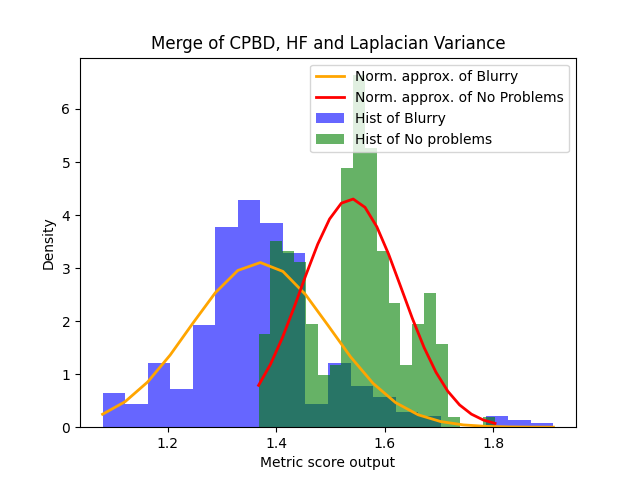 Merge of CPBD, HF and Laplacian Variance
Norm. approx. of Blurry
Norm. approx. of No Problems
Hist of Blurry
Hist of No problems
Density
6
5
4
3
2
1
0
1.2 1.4 1.6 1.8
Metric score output